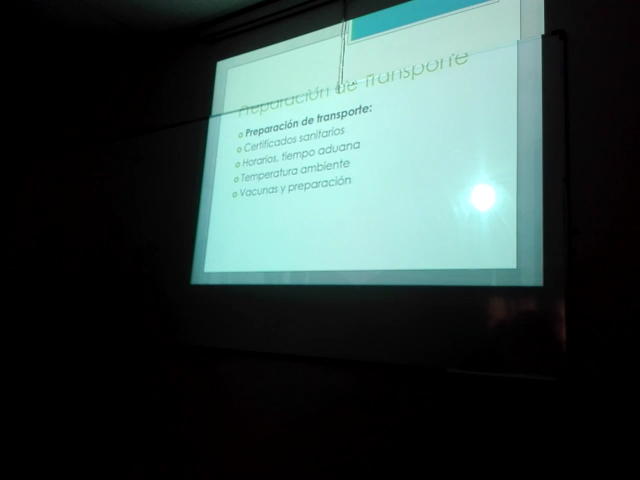 Preparación de Transporte
Preparación de transporte:
Certificados sanitarios
Horarios, tiempo aduana
Temperatura ambiente
Vacunas y preparación